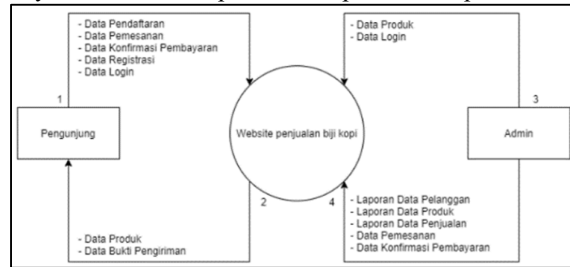 - Data Pendaftaran
- Data Pemesanan
- Data Konfirmasi Pembayaran
- Data Registrasi
- Data Login
- Data Produk
- Data Login
1
3
Pengunjung
Website penjualan biji kopi
Admin
2
4
- Data Produk
- Data Bukti Pengiriman
- Laporan Data Pelanggan
- Laporan Data Produk
- Laporan Data Penjualan
- Data Pemesanan
- Data Konfirmasi Pembayaran